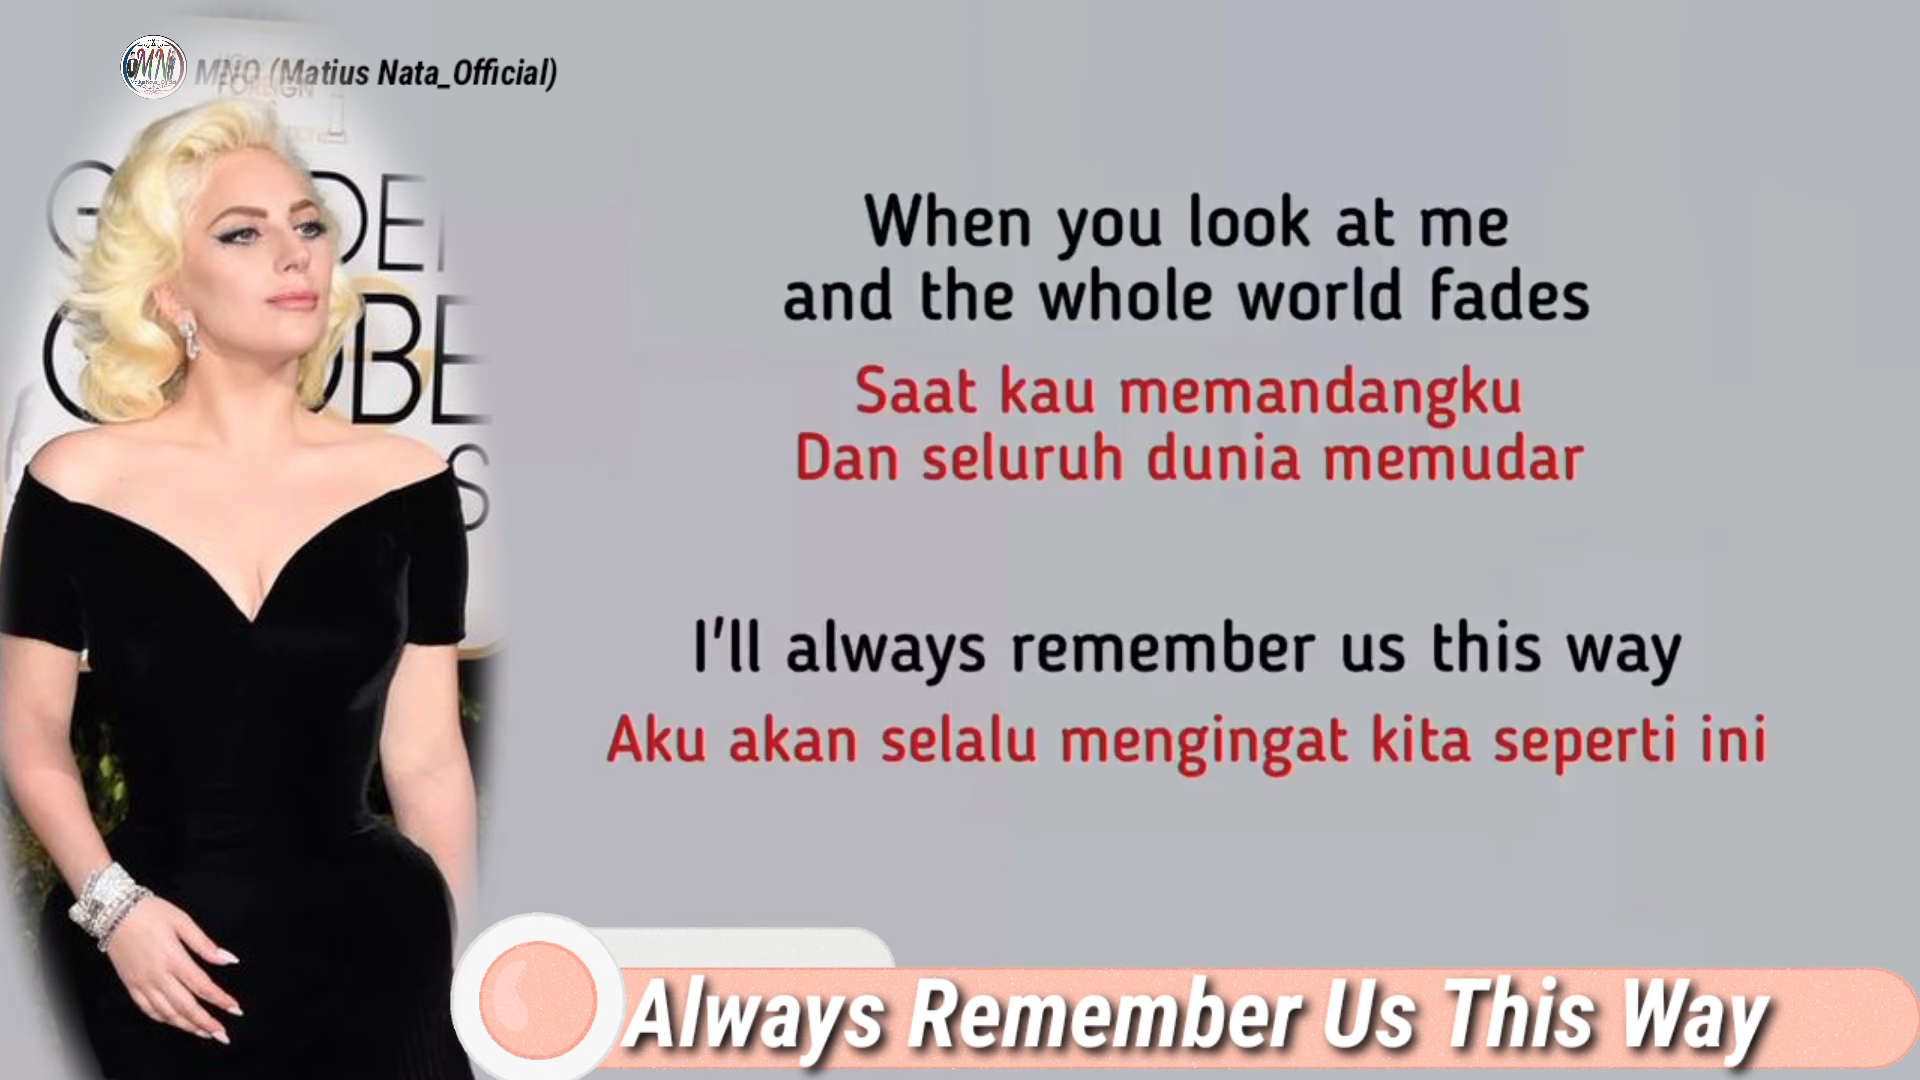 MNO (Matius Nata_Official)
FOREIGN
When you look at me
and the whole world fades
Saat kau memandangku
Dan seluruh dunia memudar
I'll always remember us this way
Aku akan selalu mengingat kita seperti ini
Always Remember Us This Way